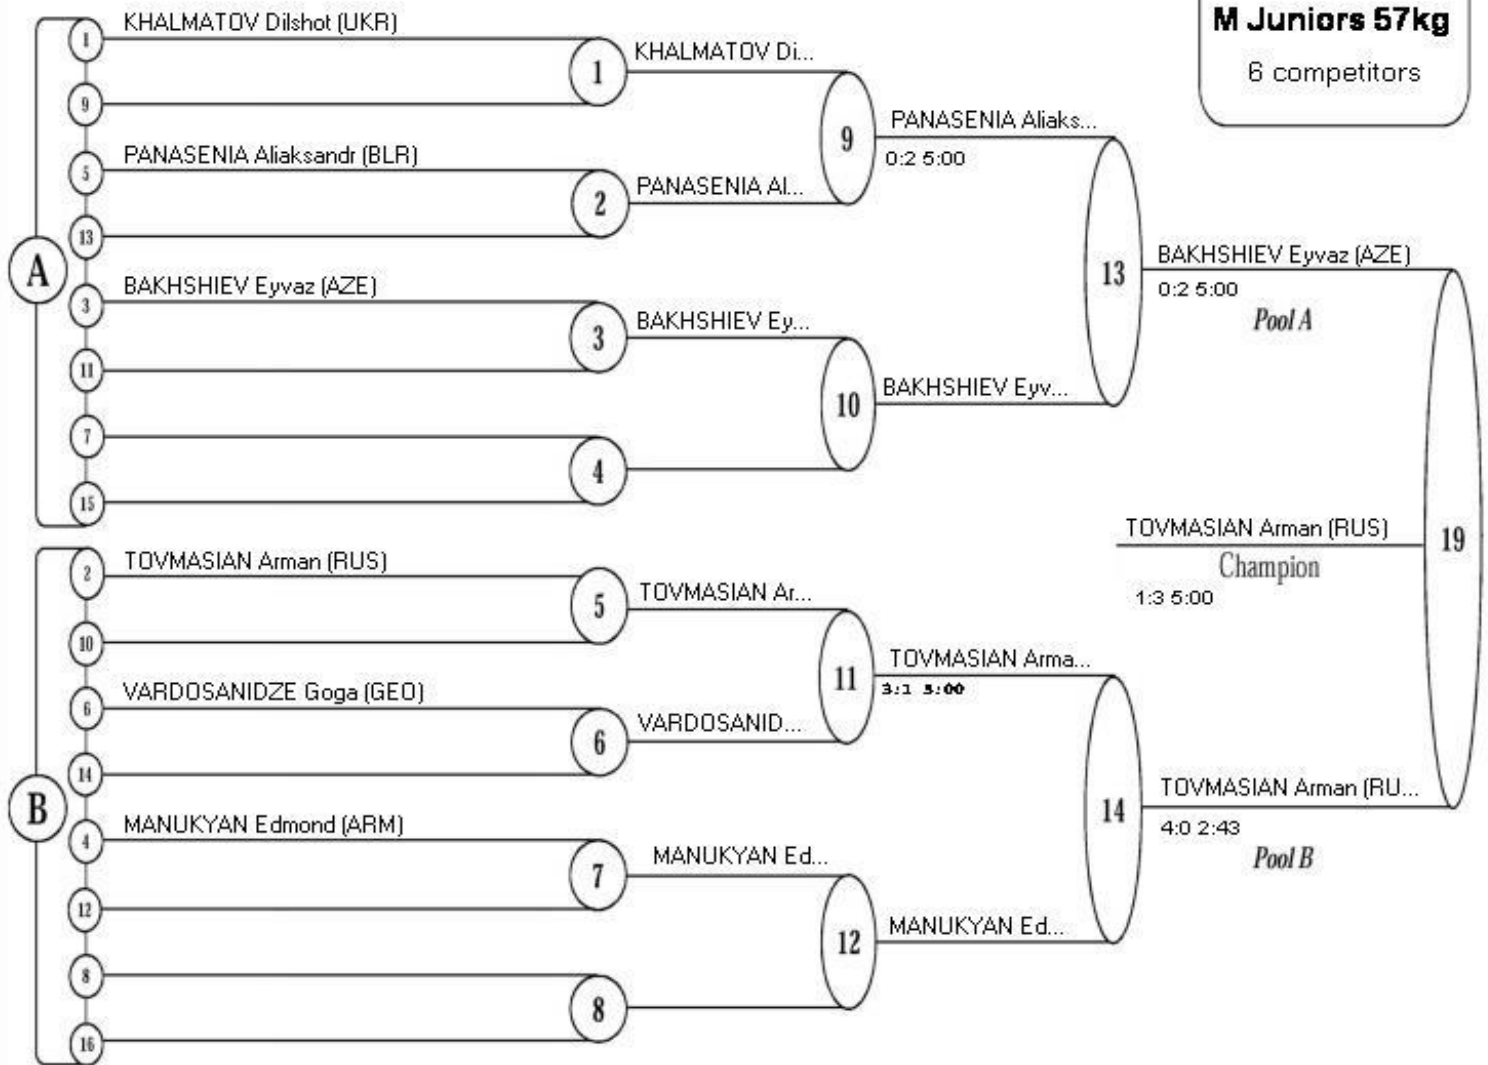 M Juniors 57kg
6 competitors
A
1
KHALMATOV Dilshot (UKR)
9
5
PANASENIA Aliaksandr (BLR)
13
3
BAKHSHIEV Eyvaz (AZE)
11
7
15
1
2
3
4
KHALMATOV Di...
PANASENIA Al...
BAKHSHIEV Ey...
9
10
PANASENIA Aliaks...
0:2 5:00
BAKHSHIEV Eyv...
13
BAKHSHIEV Eyvaz (AZE)
0:2 5:00
Pool A
B
2
TOVMASIAN Arman (RUS)
10
6
VARDOSANIDZE Goga (GEO)
14
4
MANUKYAN Edmond (ARM)
12
8
16
5
6
7
8
TOVMASIAN Ar...
VARDOSANID...
MANUKYAN Ed...
11
12
TOVMASIAN Arma...
3:1 5:00
MANUKYAN Ed...
14
TOVMASIAN Arman (RU...
4:0 2:43
Pool B
19
TOVMASIAN Arman (RUS)
Champion
1:3 5:00